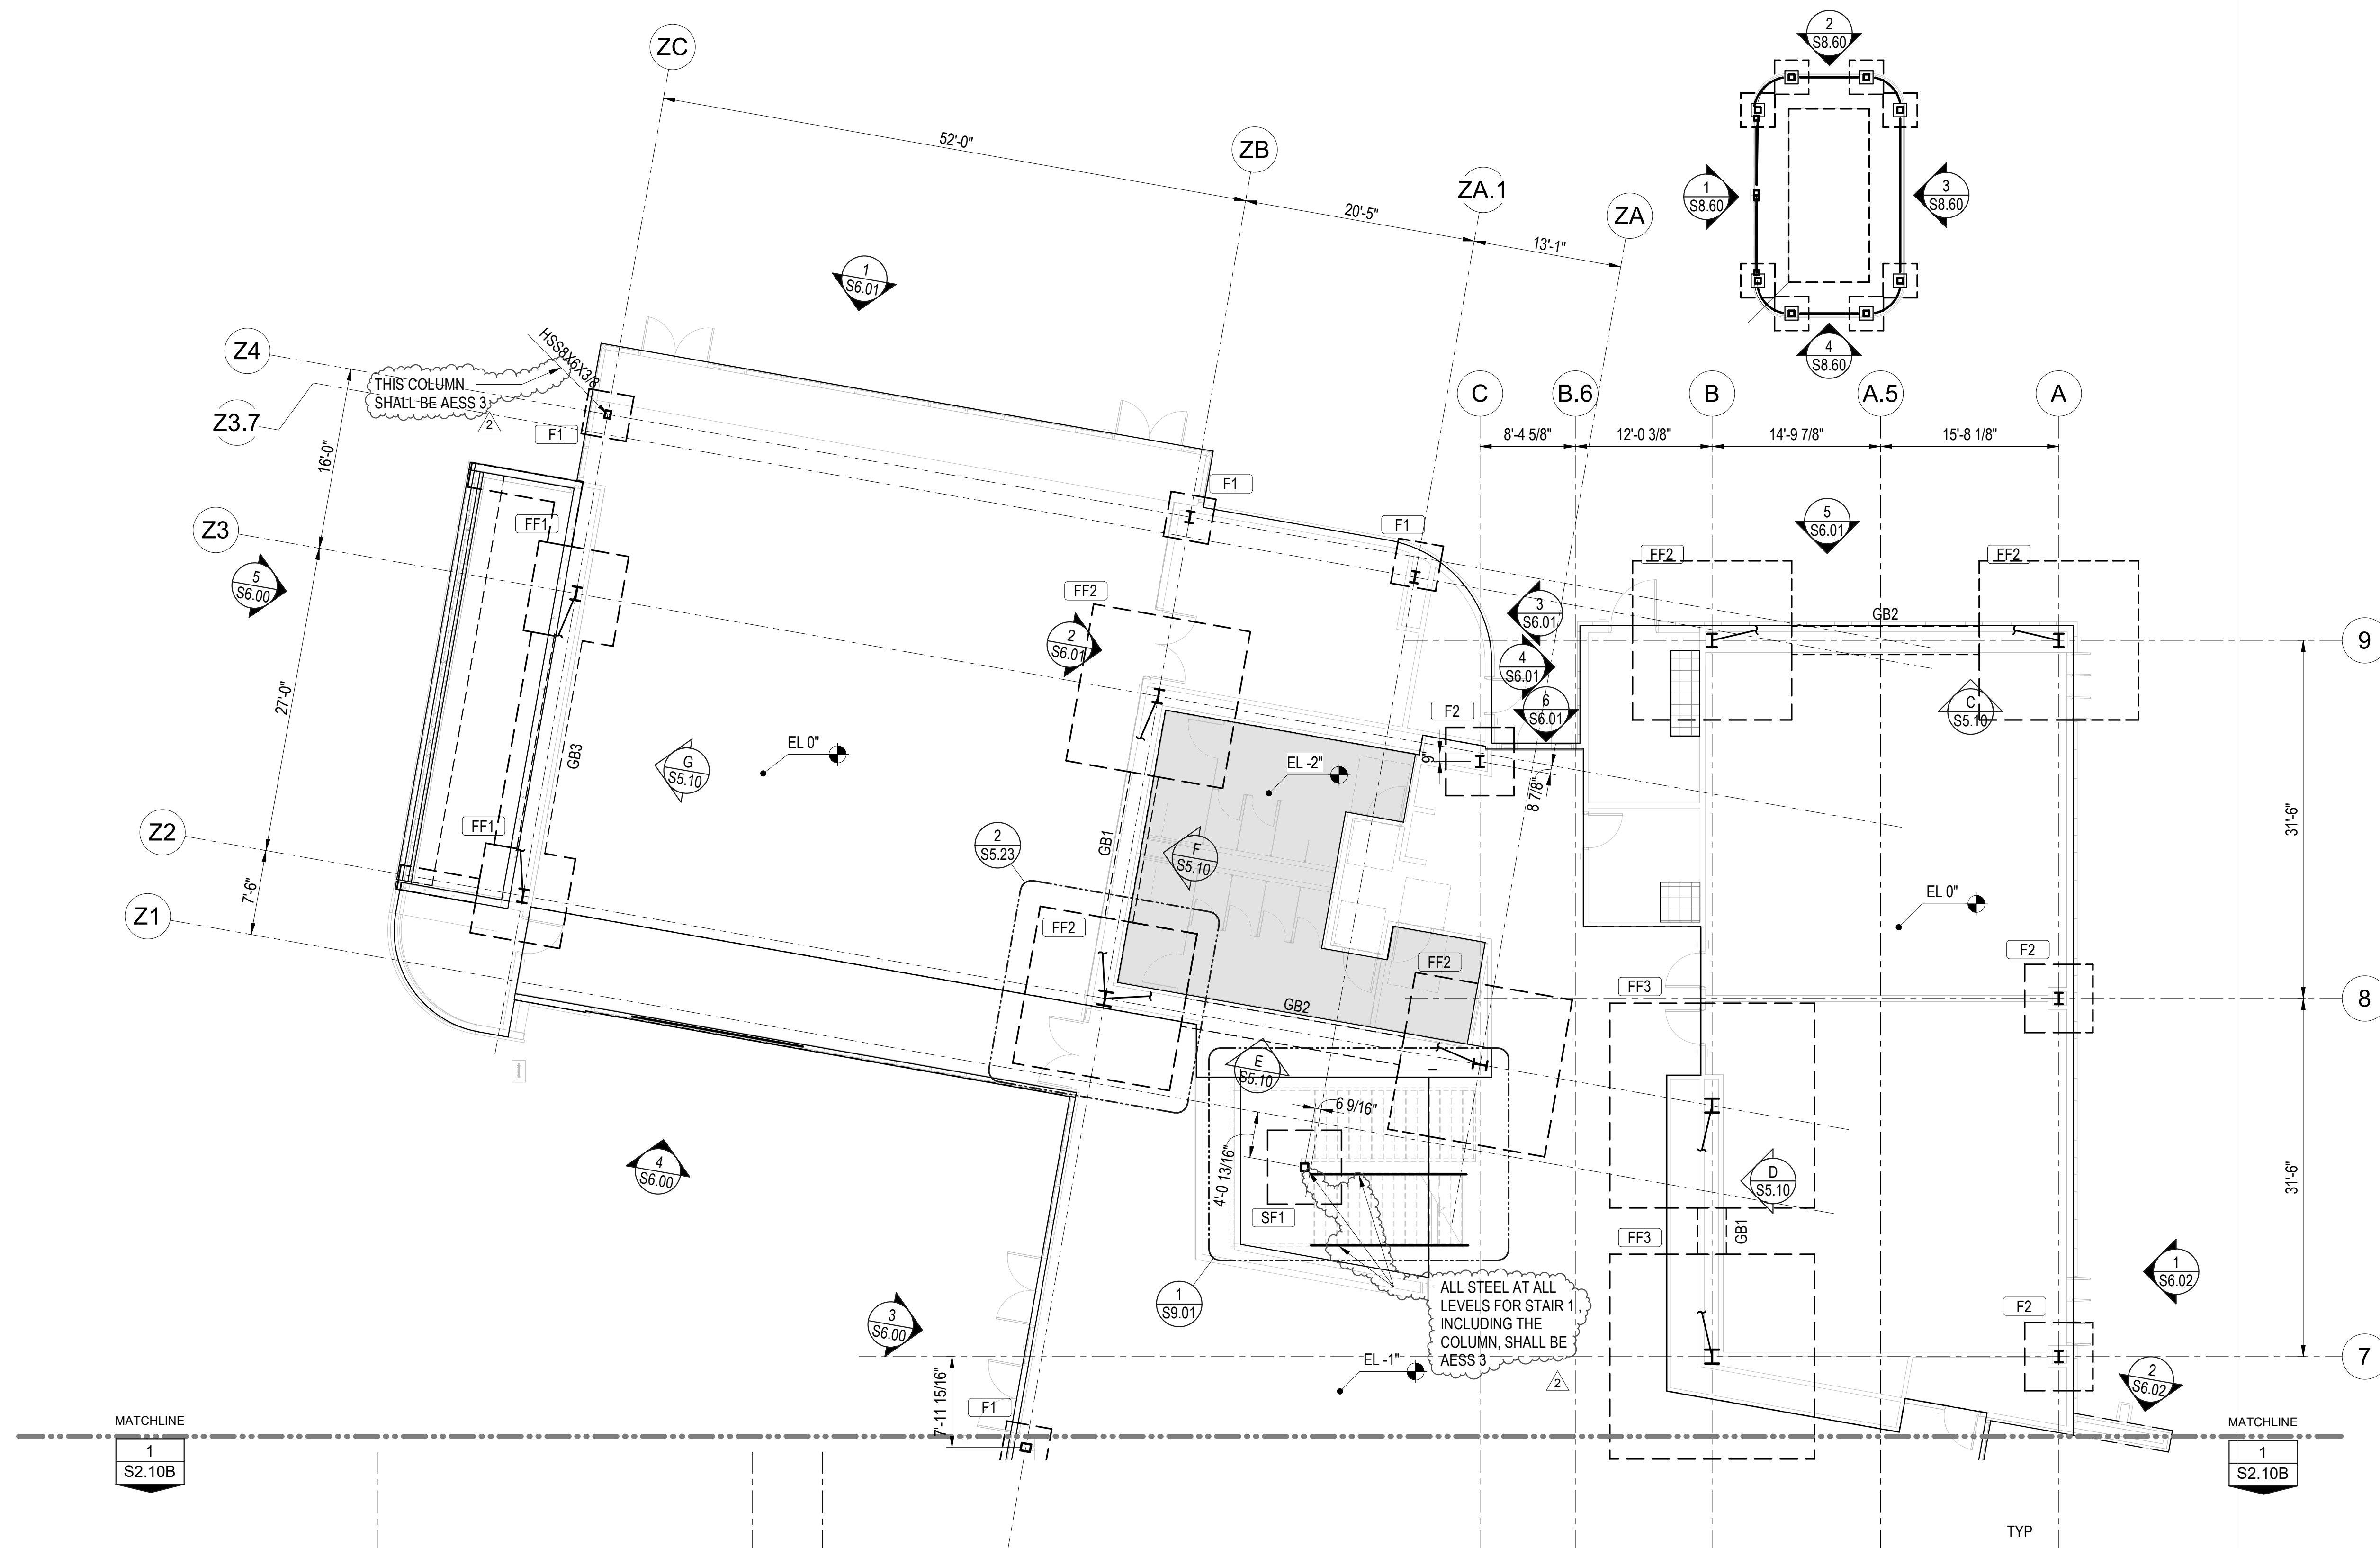 2
S8.60
ZC
ZB
52'-0"
ZA.1
ZA
20'-5"
13'-1"
1
S8.60
3
S8.60
1
S6.01
4
S8.60
Z4
HSS8X6X3/8
THIS COLUMN
SHALL BE AESS 3
2
Z3.7
F1
C
B.6
B
A.5
A
8'-4 5/8"
12'-0 3/8"
14'-9 7/8"
15'-8 1/8"
16'-0"
F1
F1
Z3
FF1
5
S6.01
FF2
FF2
5
S6.00
FF2
3
S6.01
GB2
2
S6.01
4
S6.01
9
27'-0"
GB3
G
S5.10
EL 0"
F2
6
S6.01
C
S5.10
EL -2"
9"
8 7/8"
Z2
FF1
2
S5.23
GB1
F
S5.10
31'-6"
EL 0"
7'-6"
Z1
FF2
FF2
F2
FF3
GB2
8
E
S5.10
6 9/16"
4
S6.00
4'-0 13/16"
D
S5.10
SF1
31'-6"
FF3
GB1
1
S6.02
1
S9.01
ALL STEEL AT ALL
LEVELS FOR STAIR 1,
INCLUDING THE
COLUMN, SHALL BE
AESS 3
2
3
S6.00
F2
EL -1"
7
2
S6.02
7'-11 15/16"
F1
MATCHLINE
1
S2.10B
MATCHLINE
1
S2.10B
TYP